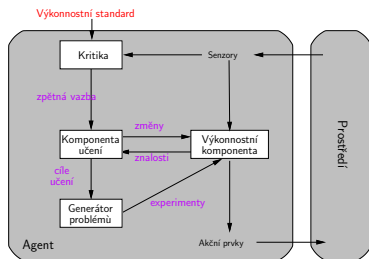 Výkonnostní standard
Kritika
Senzory
zpětná vazba
změny
Komponenta
učení
Výkonnostní
komponenta
znalosti
Prostředí
cíle
učení
Generátor
problémů
experimenty
Agent
Akční prvky